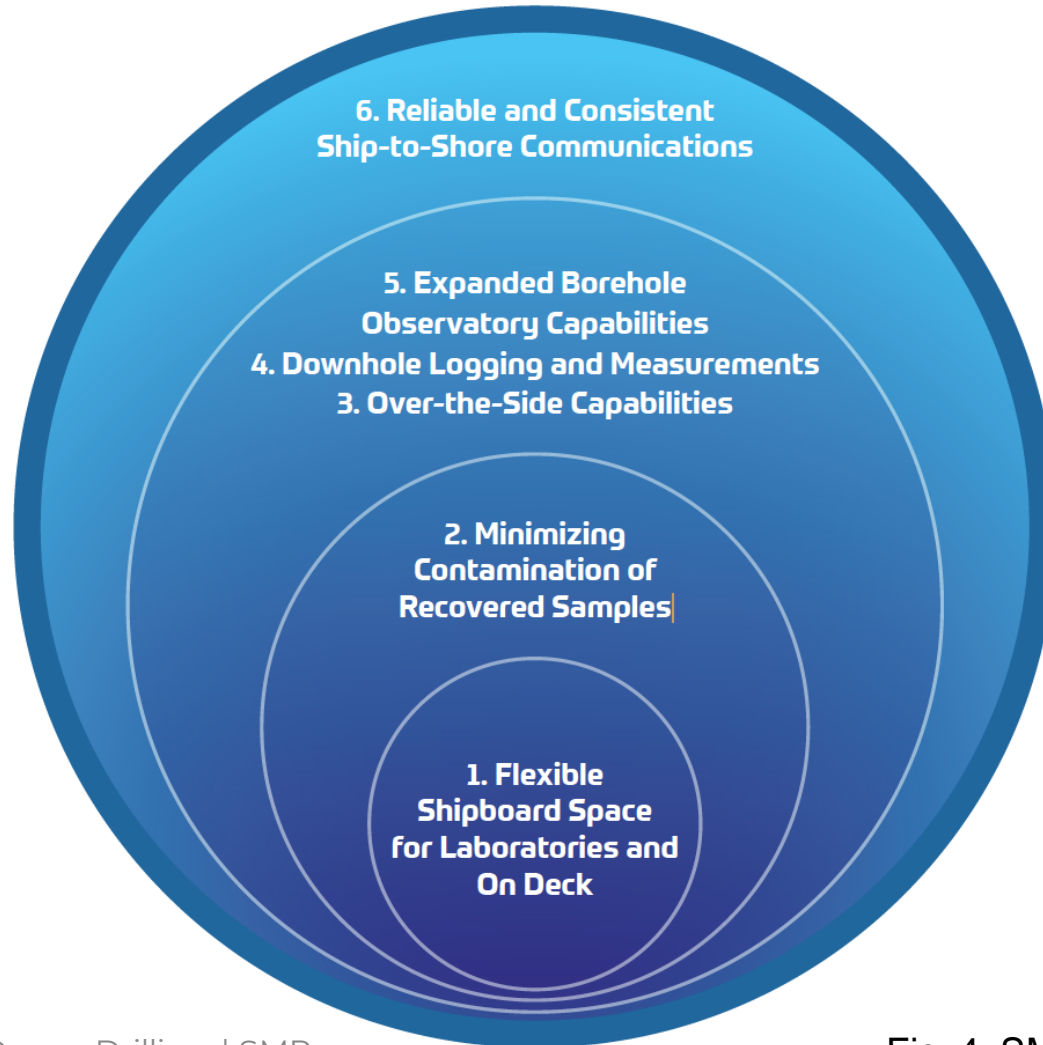 6. Reliable and Consistent
Ship-to-Shore Communications
5. Expanded Borehole
Observatory Capabilities
4. Downhole Logging and Measurements
3. Over-the-Side Capabilities
2. Minimizing
Contamination of
Recovered Samples
1. Flexible
Shipboard Space
for Laboratories and
On Deck